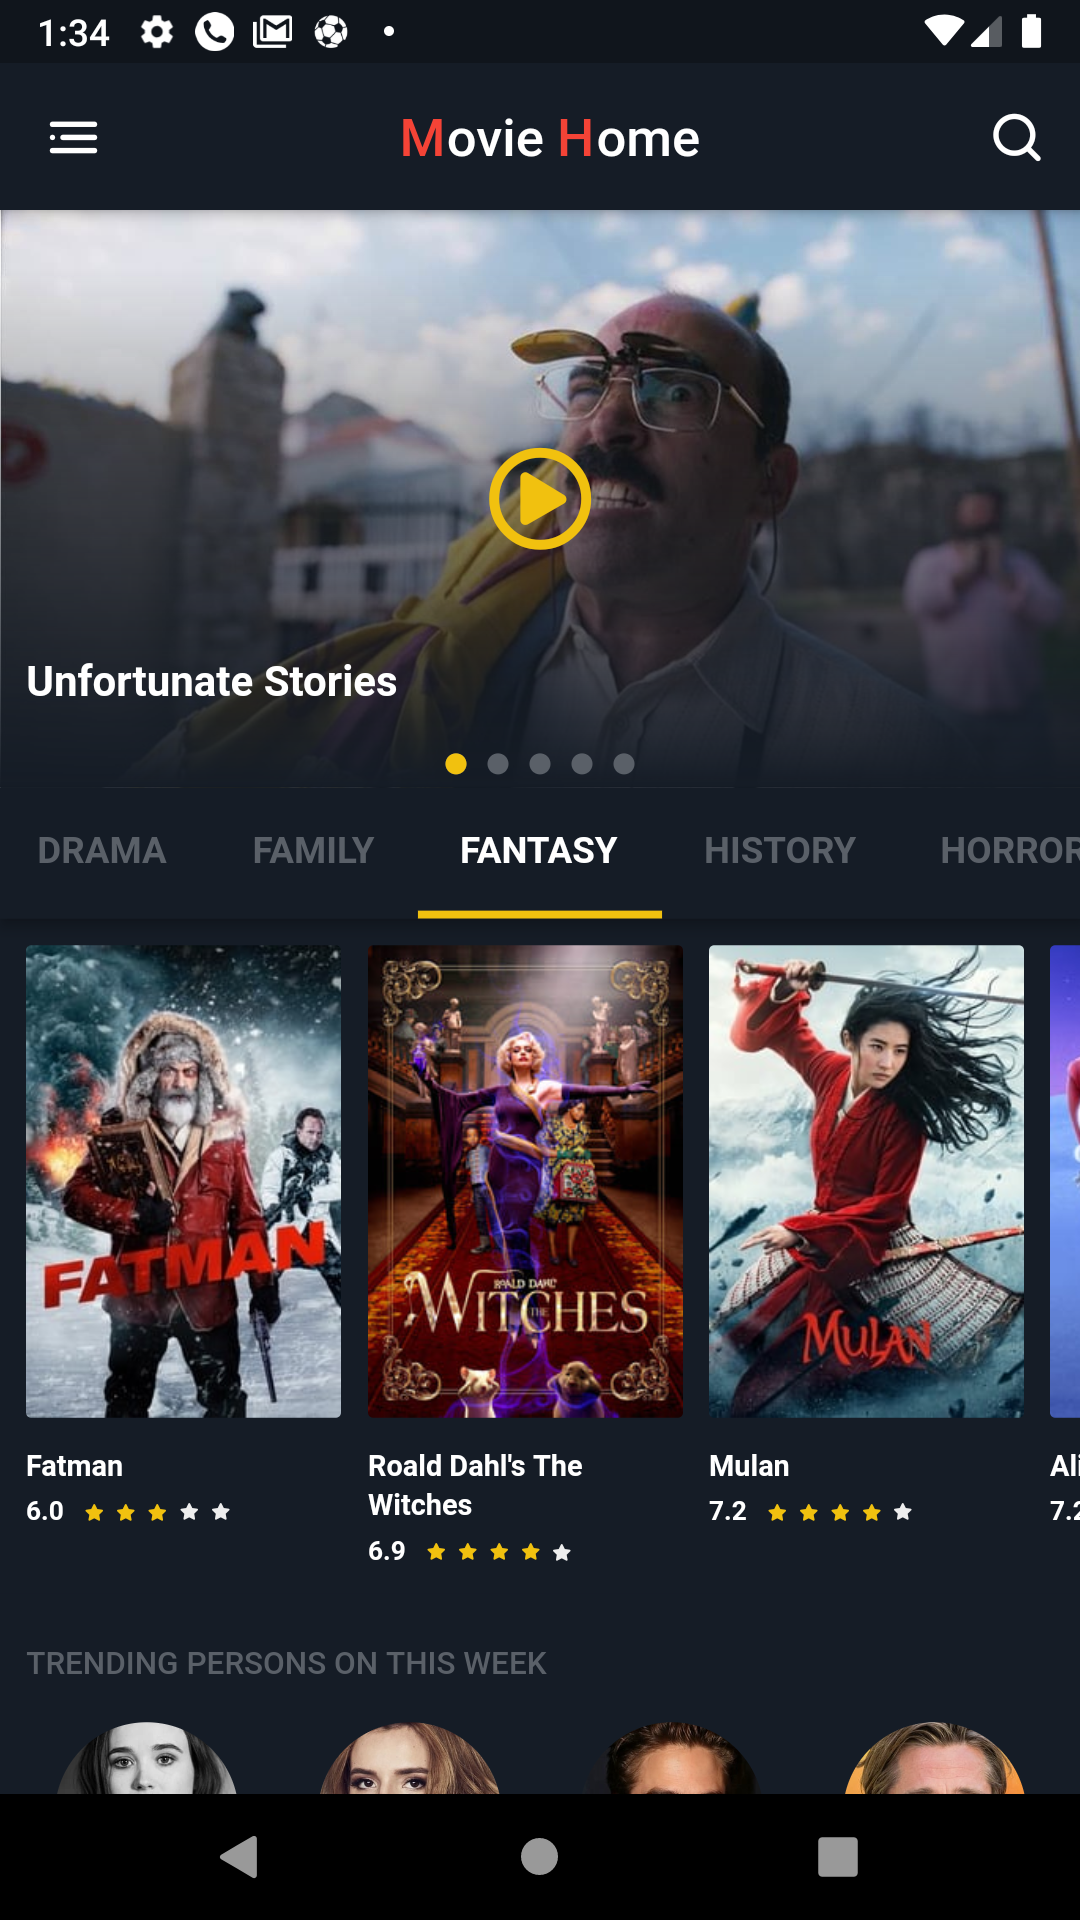 1:34
Movie Home
Unfortunate Stories
DRAMA FAMILY FANTASY HISTORY HORROR
FATMAN
ROALD DAHL'S
THE WITCHES
MULAN
Fatman
6.0
Roald Dahl's The
Witches
6.9
Mulan
7.2
Ali
7.2
TRENDING PERSONS ON THIS WEEK